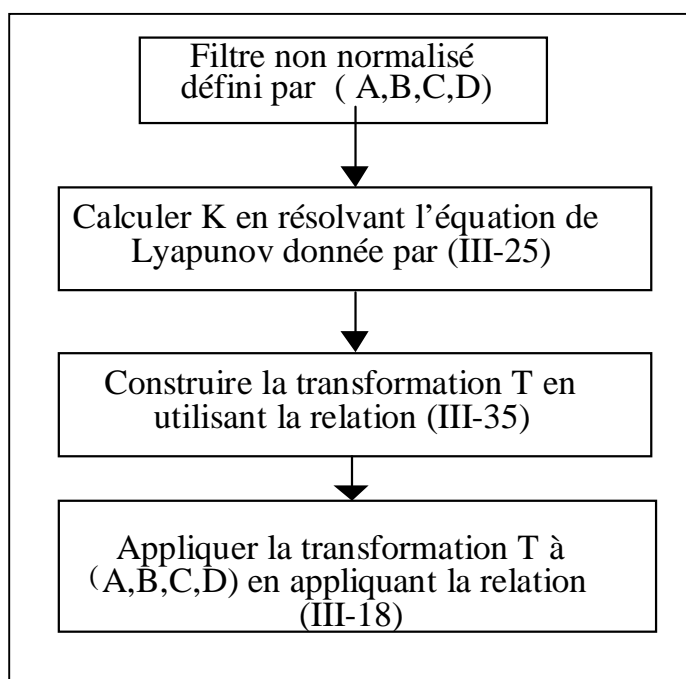 Filtre non normalisé
défini par ( A,B,C,D)
Calculer K en résolvant l’équation de
Lyapunov donnée par (III-25)
Construire la transformation T en
utilisant la relation (III-35)
Appliquer la transformation T à
(A,B,C,D) en appliquant la relation
(III-18)